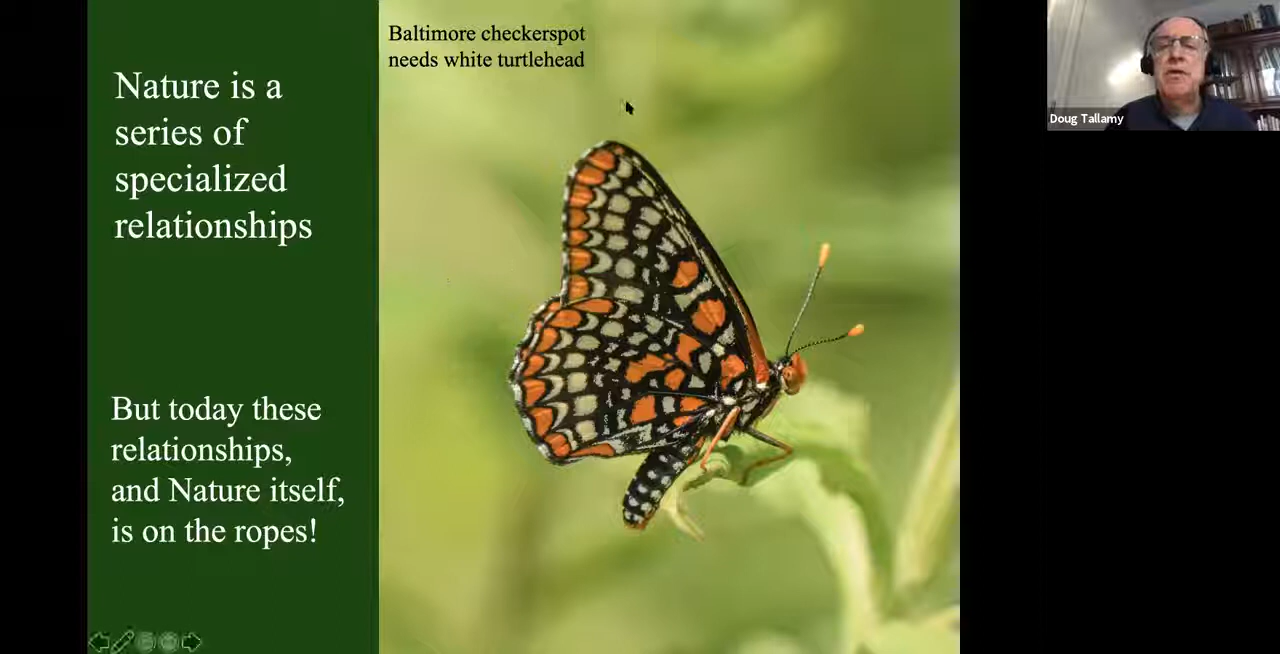 Nature is a
series of
specialized
relationships
But today these
relationships,
and Nature itself,
is on the ropes!
Baltimore checkerspot
needs white turtlehead
Doug Tallamy